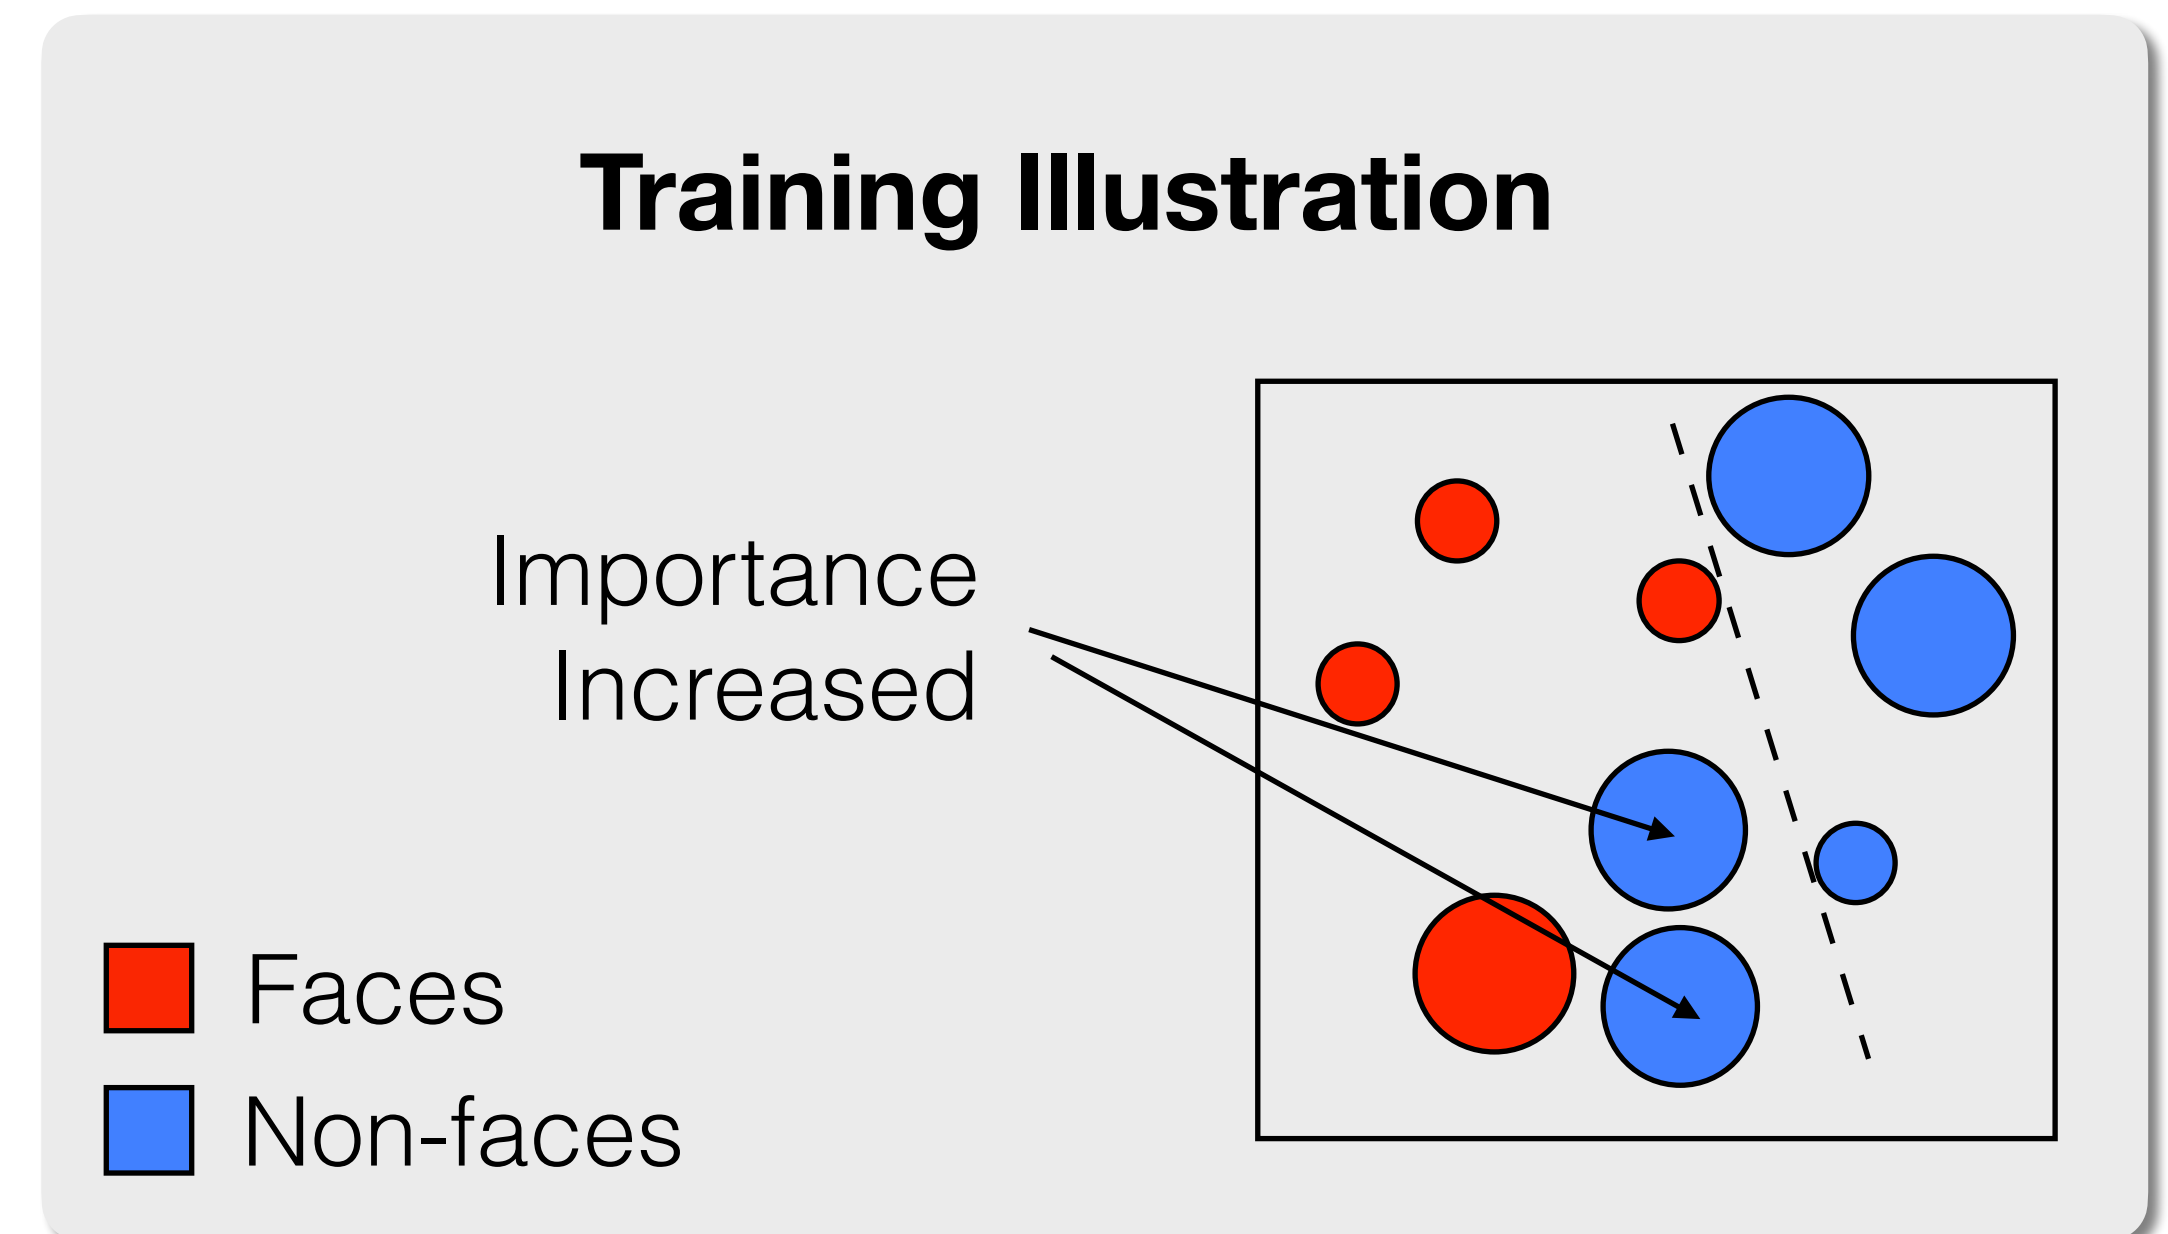 Training Illustration
Importance
Increased
Faces
Non-faces